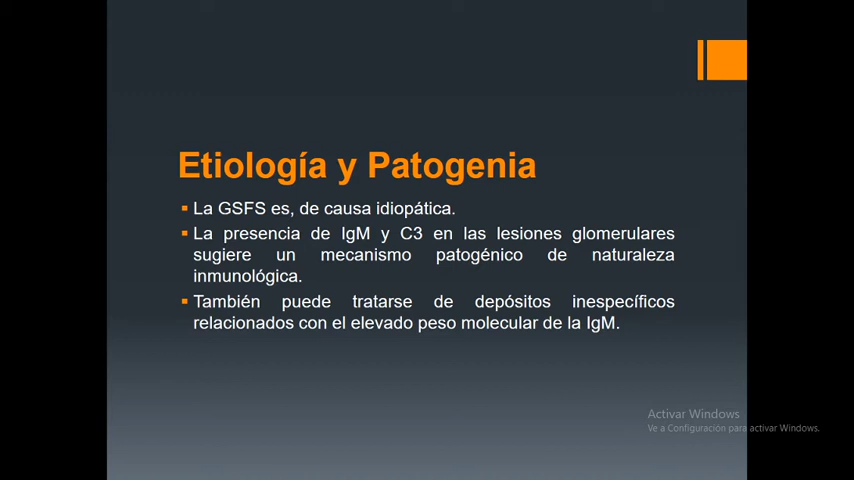 Etiología y Patogenia
La GSFS es, de causa idiopática.
La presencia de IgM y C3 en las lesiones glomerulares
sugiere un mecanismo patogénico de naturaleza
inmunológica.
También puede tratarse de depósitos inespecíficos
relacionados con el elevado peso molecular de la IgM.
Activar Windows
Ve a Configuración para activar Windows.